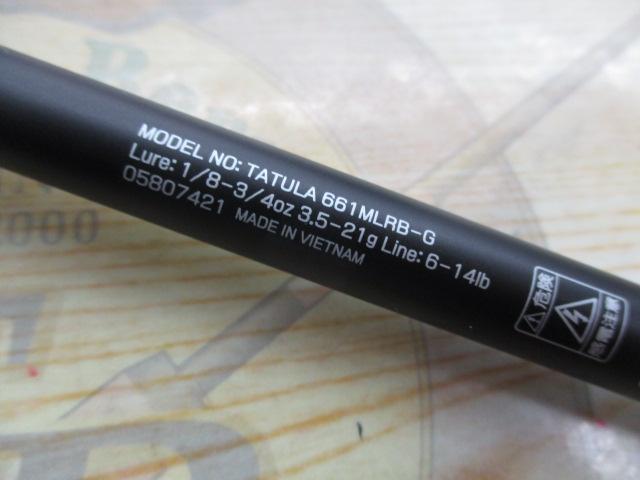 MODEL NO: TATULA 661MLRB-G
Lure: 1/8-3/4oz 3.5-21g Line: 6-14lb
05807421 MADE IN VIETNAM
危険
感電注意
2000